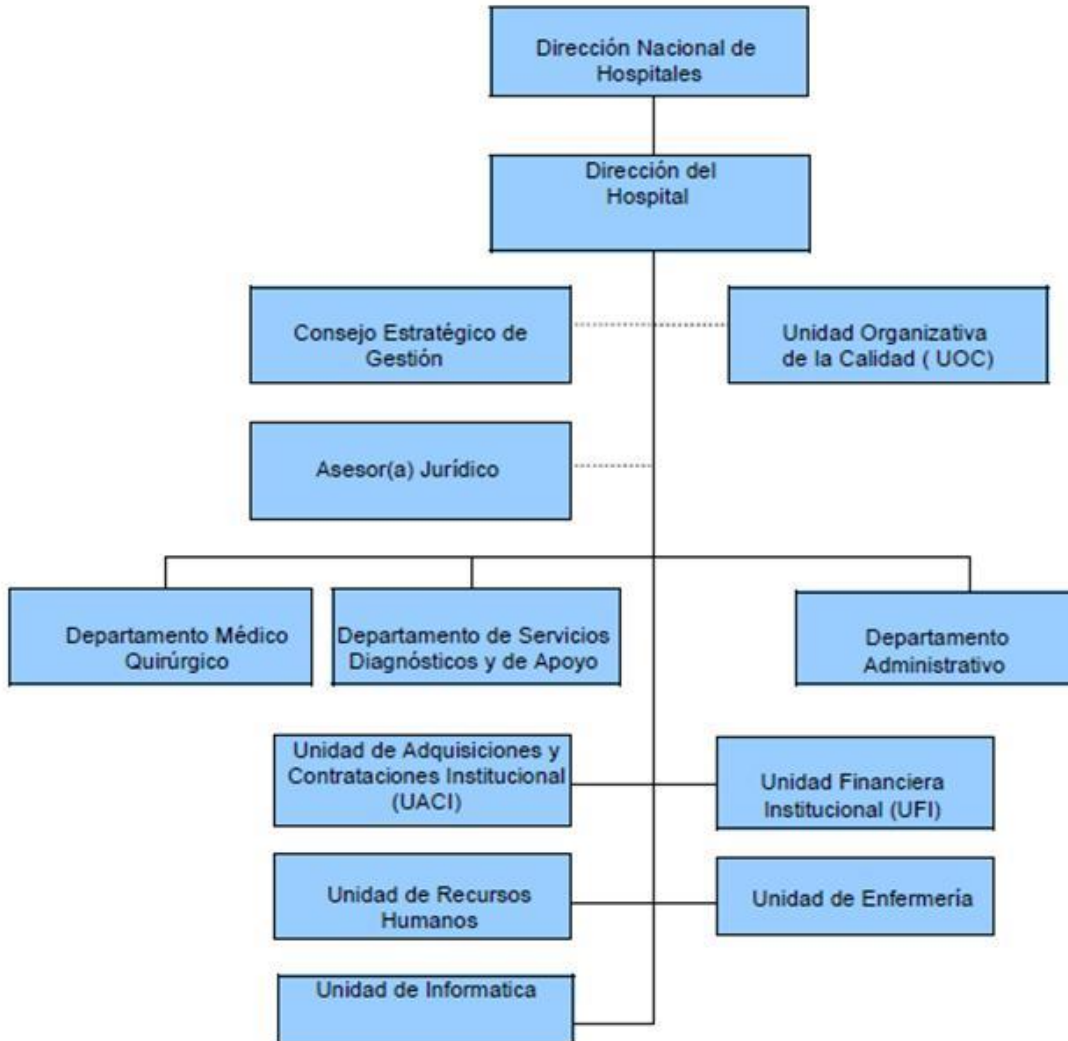 Dirección Nacional de
Hospitales
Dirección del
Hospital
Consejo Estratégico de
Gestión
Unidad Organizativa
de la Calidad ( UOC)
Asesor(a) Jurídico
Departamento Médico
Quirúrgico
Departamento de Servicios
Diagnósticos y de Apoyo
Departamento
Administrativo
Unidad de Adquisiciones y
Contrataciones Institucional
(UACI)
Unidad Financiera
Institucional (UFI)
Unidad de Recursos
Humanos
Unidad de Enfermería
Unidad de Informatica